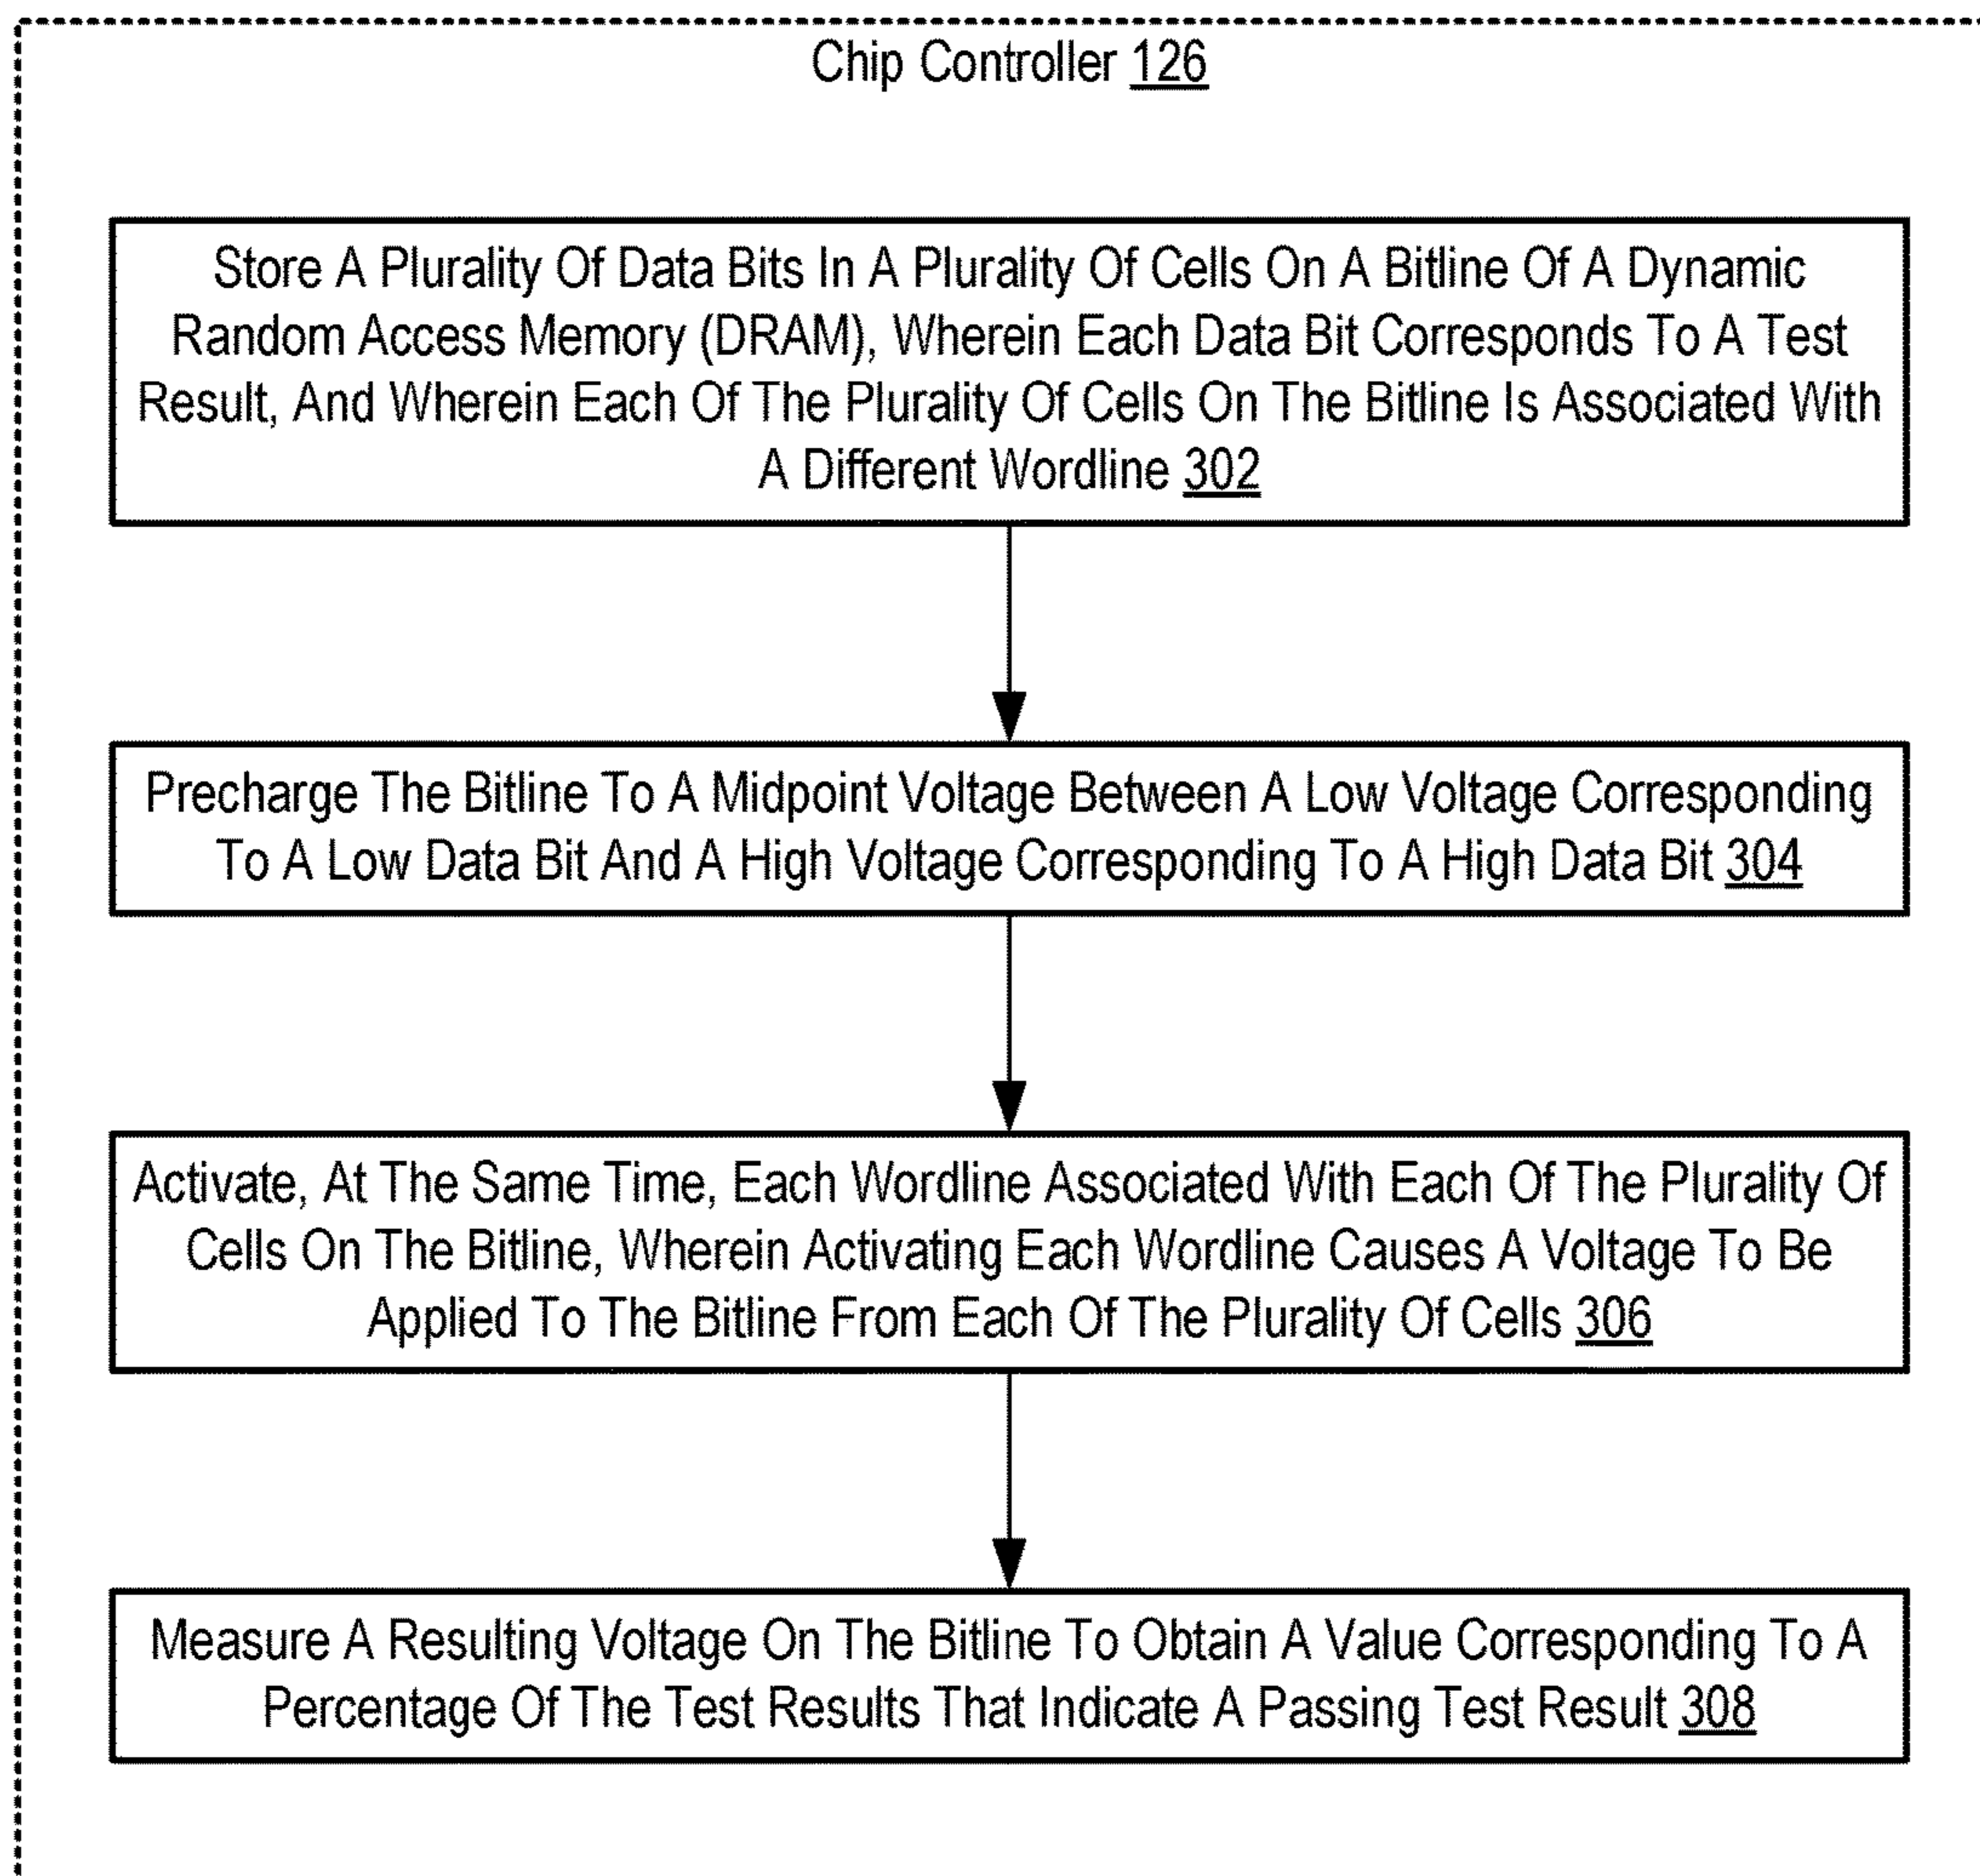 Chip Controller 126
Store A Plurality Of Data Bits In A Plurality Of Cells On A Bitline Of A Dynamic
Random Access Memory (DRAM), Wherein Each Data Bit Corresponds To A Test
Result, And Wherein Each Of The Plurality Of Cells On The Bitline Is Associated With
A Different Wordline 302
Precharge The Bitline To A Midpoint Voltage Between A Low Voltage Corresponding
To A Low Data Bit And A High Voltage Corresponding To A High Data Bit 304
Activate, At The Same Time, Each Wordline Associated With Each Of The Plurality Of
Cells On The Bitline, Wherein Activating Each Wordline Causes A Voltage To Be
Applied To The Bitline From Each Of The Plurality Of Cells 306
Measure A Resulting Voltage On The Bitline To Obtain A Value Corresponding To A
Percentage Of The Test Results That Indicate A Passing Test Result 308